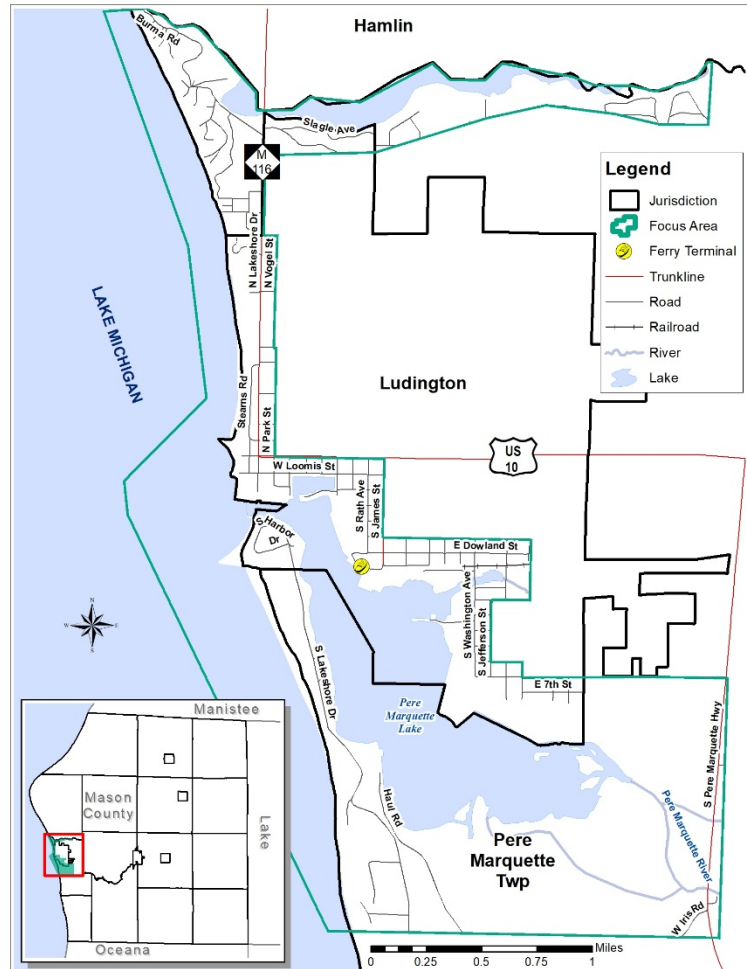 Hamlin
Burma Rd
Slagle Ave
M
116
Legend
Jurisdiction
Focus Area
Ferry Terminal
Trunkline
Road
Railroad
River
Lake
N Lakeshore Dr
N Vogel St
LAKE MICHIGAN
Ludington
Stearns Rd
N Park St
US
10
W Loomis St
S Rath Ave
S James St
S Harbor
Dr
E Dowland St
S Washington Ave
S Jefferson St
N
W
E
S
S Lakeshore Dr
E 7th St
Pere
Marquette
Lake
S Pere Marquette Hwy
Manistee
Mason
County
Lake
Oceana
Haul Rd
Pere
Marquette
Twp
Pere Marquette River
W Iris Rd
Miles
0
0.25
0.5
1